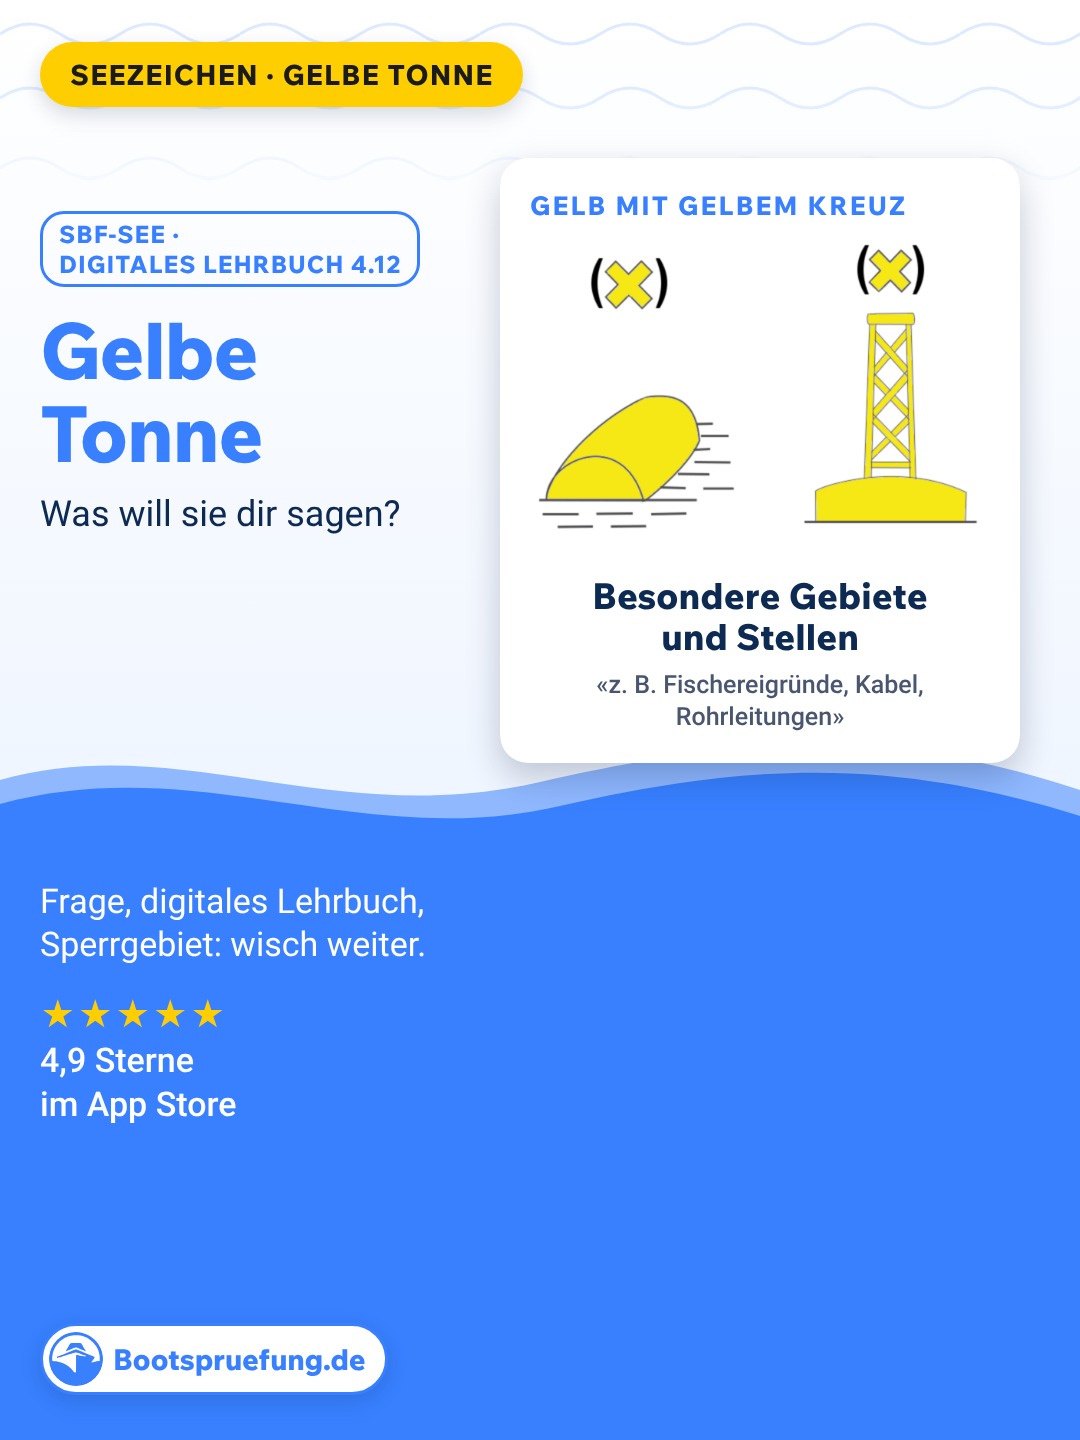 SEEZEICHEN · GELBE TONNE
SBF-SEE ·
DIGITALES LEHRBUCH 4.12
Gelbe
Tonne
Was will sie dir sagen?
GELB MIT GELBEM KREUZ
Besondere Gebiete
und Stellen
«z. B. Fischereigründe, Kabel,
Rohrleitungen»
Frage, digitales Lehrbuch,
Sperrgebiet: wisch weiter.
★★★★★
4,9 Sterne
im App Store
Bootspruefung.de